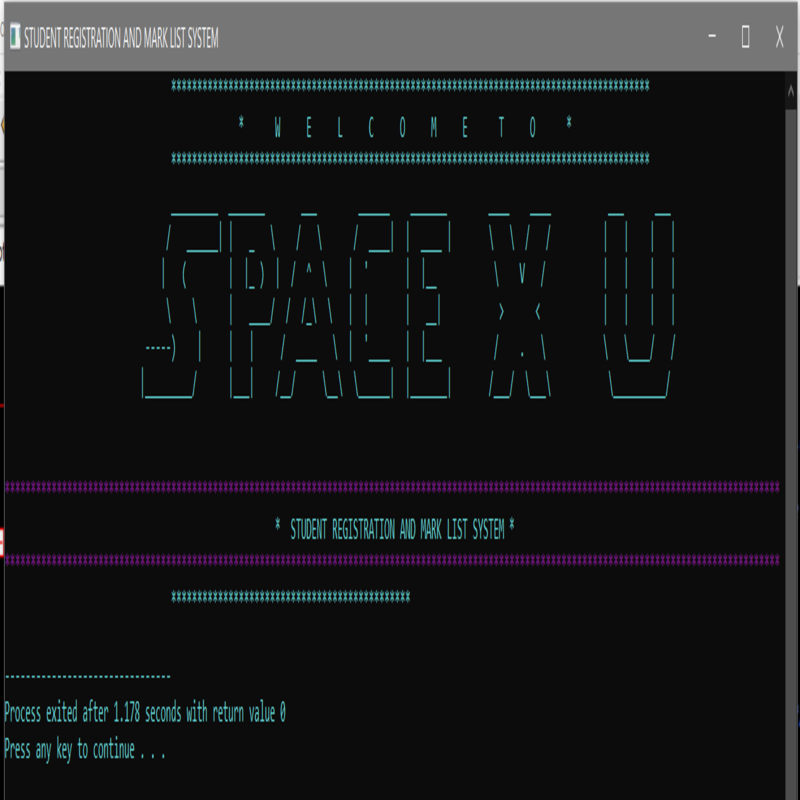 STUDENT REGISTRATION AND MARK LIST SYSTEM
* W E L C O M E T O *
SPACE X U
* STUDENT REGISTRATION AND MARK LIST SYSTEM *
Process exited after 1.178 seconds with return value 0
Press any key to continue . . .